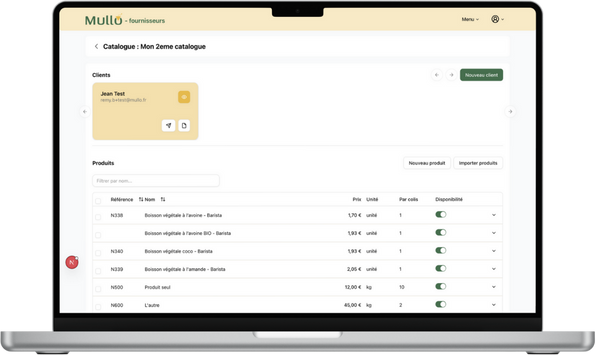 Mullo - fournisseurs
Menu
Catalogue : Mon 2eme catalogue
Clients
Nouveau client
Jean Test
Produits
Nouveau produit
Importer produits
Filtrer par nom...
Référence Nom Prix Unité Par colis Disponibilité
N338 Boisson végétale à l'avoine - Barista 1,70 € unité 1
Boisson végétale à l'avoine BIO - Barista 1,93 € unité 1
N340 Boisson végétale coco - Barista 1,93 € unité 1
N339 Boisson végétale à l'amande - Barista 2,05 € unité 1
N
N500 Produit seul 12,00 € kg 10
N600 L'autre 45,00 € kg 2